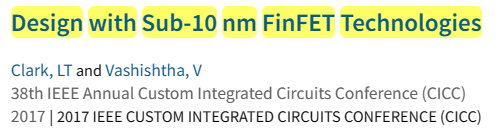 Design with Sub-10 nm FinFET Technologies
Clark, LT and Vashishtha, V
38th IEEE Annual Custom Integrated Circuits Conference (CICC)
2017 | 2017 IEEE CUSTOM INTEGRATED CIRCUITS CONFERENCE (CICC)